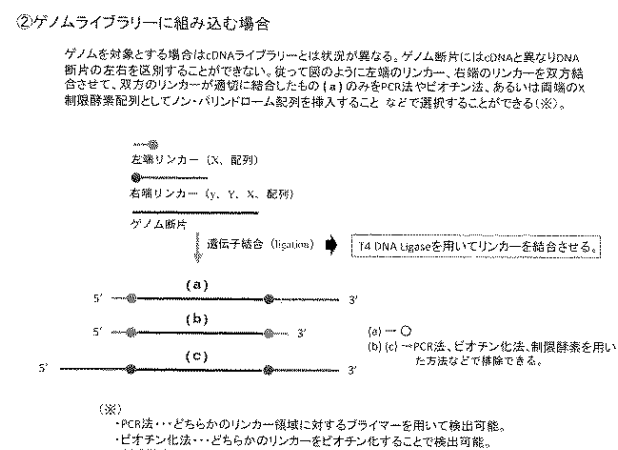 ②ゲノムライブラリーに組み込む場合
ゲノムを対象とする場合はcDNAライブラリーとは状況が異なる。ゲノム断片にはcDNAと異なりDNA
断片の左右を区別することができない。従って図のように左端のリンカー、右端のリンカーを双方結
合させて、双方のリンカーが適切に結合したもの(a)のみをPCR法やビオチン法、あるいは両端のX
制限酵素配列としてノン・パリンドローム配列を挿入すること などで選択することができる(※)。
左端リンカー (X、配列)
右端リンカー (y、Y、X、配列)
ゲノム断片
遺伝子結合 (ligation)
T4 DNA Ligaseを用いてリンカーを結合させる。
(a)
5' 3'
(b)
5' 3'
(c)
5' 3'
(a) → ○
(b) (c) →PCR法、ビオチン化法、制限酵素を用い
た方法などで排除できる。
(※)
・PCR法・・・どちらかのリンカー領域に対するプライマーを用いて検出可能。
・ビオチン化法・・・どちらかのリンカーをビオチン化することで検出可能。